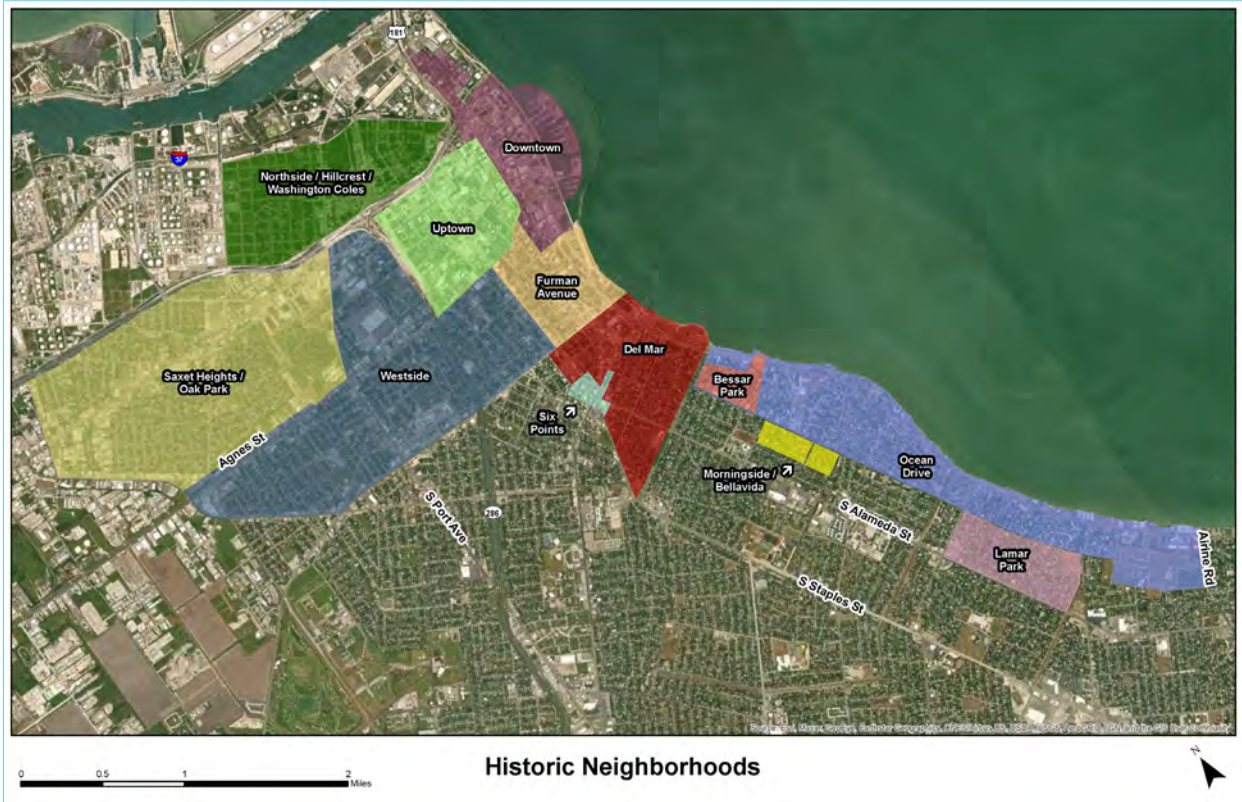 181
Downtown
37
Northside / Hillcrest /
Washington Coles
Uptown
Furman
Avenue
Del Mar
Saxet Heights /
Oak Park
Westside
Bessar
Park
Six
Points
Agnes St
Ocean
Drive
Morningside /
Bellavida
S Port Ave
286
S Alameda St
Airine Rd
Lamar
Park
S Staples St
Historic Neighborhoods
0
0.5
1
2
Miles
N